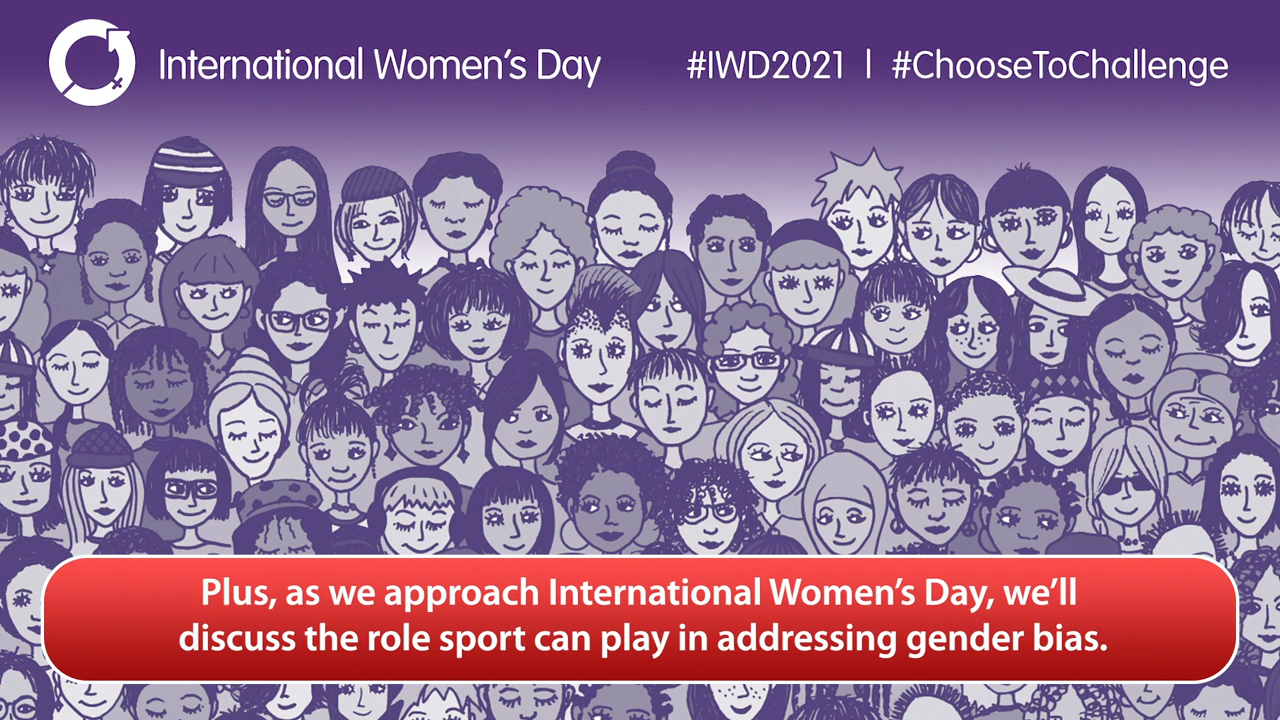 International Women's Day #IWD2021 | #ChooseToChallenge
Plus, as we approach International Women's Day, we'll
discuss the role sport can play in addressing gender bias.